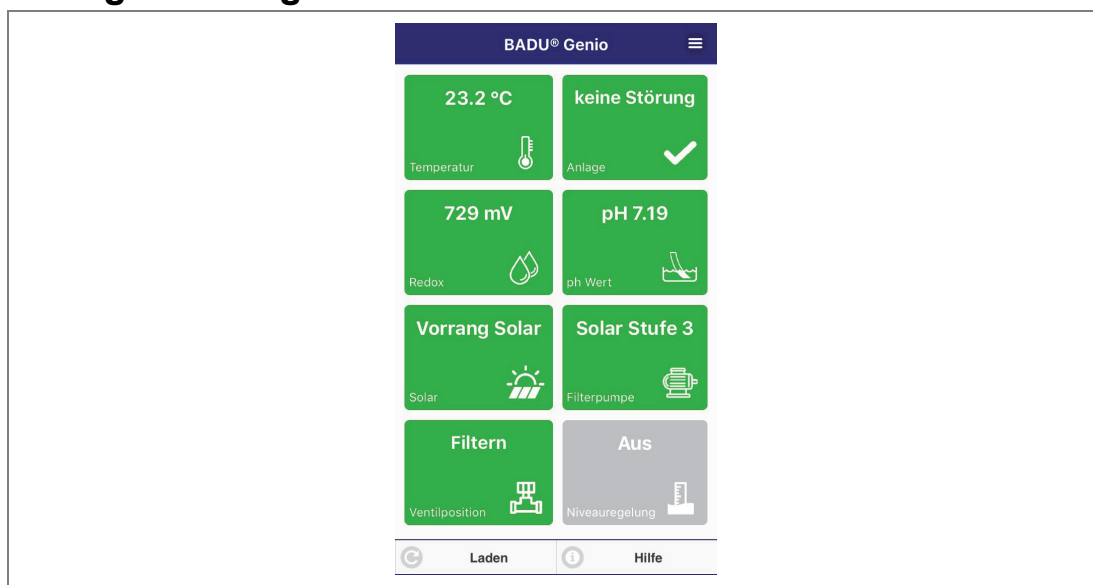 BADU® Genio
23.2 °C
Temperatur
keine Störung
Anlage
729 mV
Redox
pH 7.19
ph Wert
Vorrang Solar
Solar
Solar Stufe 3
Filterpumpe
Filtern
Ventilposition
Aus
Niveauregelung
Laden
Hilfe